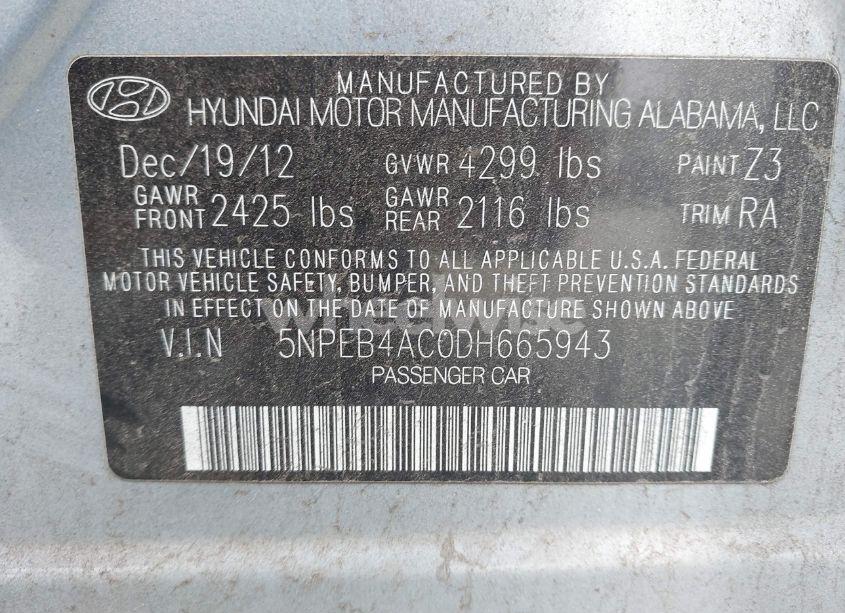 MANUFACTURED BY
HYUNDAI MOTOR MANUFACTURING ALABAMA, LLC
Dec/19/12 GVWR 4299 lbs PAINT Z3
GAWR FRONT 2425 lbs GAWR REAR 2116 lbs TRIM RA
THIS VEHICLE CONFORMS TO ALL APPLICABLE U.S.A. FEDERAL
MOTOR VEHICLE SAFETY, BUMPER, AND THEFT PREVENTION STANDARDS
IN EFFECT ON THE DATE OF MANUFACTURE SHOWN ABOVE.
wheelwise
V.I.N 5NPEB4AC0DH665943
PASSENGER CAR